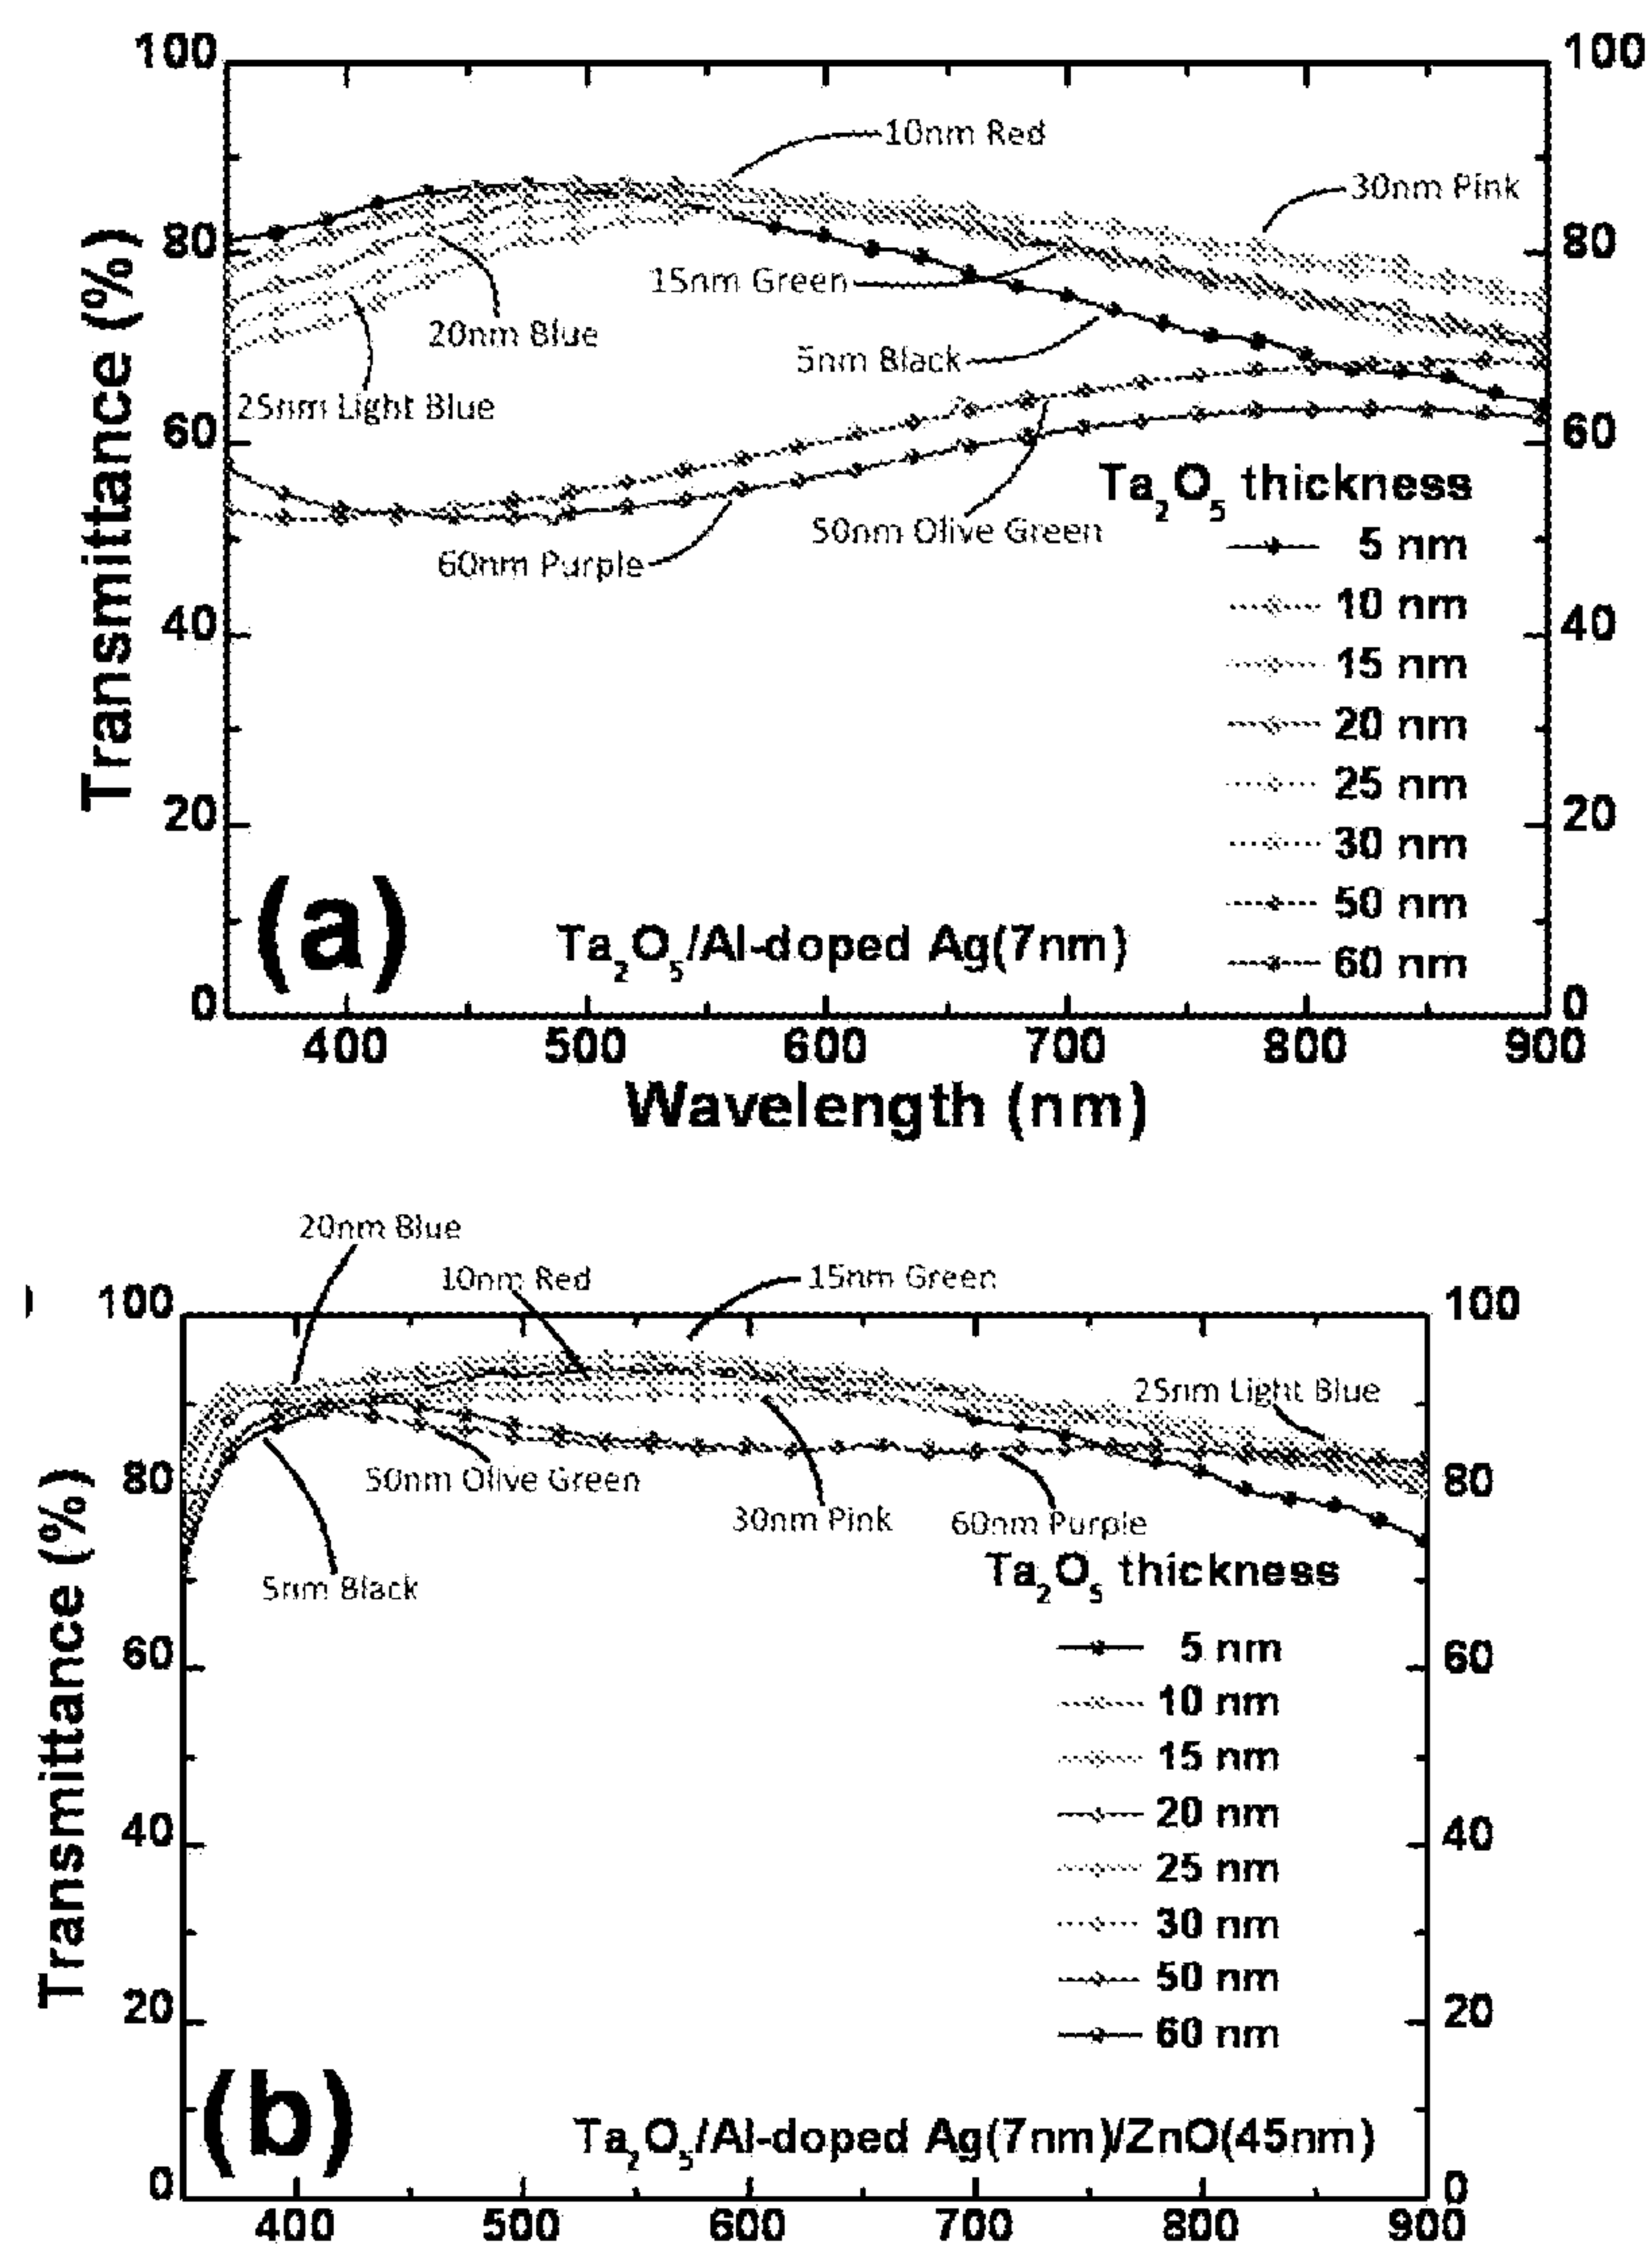 100
100
10nm Red
30nm Pink
80
80
15nm Green
20nm Blue
5nm Black
25nm Light Blue
60
60
Ta2O5 thickness
50nm Olive Green
60nm Purple
5 nm
10 nm
15 nm
20 nm
25 nm
30 nm
50 nm
60 nm
40
40
20
20
Transmittance (%)
(a)
Ta2O5/Al-doped Ag(7nm)
0
0
400
500
600
700
800
900
Wavelength (nm)
20nm Blue
10nm Red
15nm Green
100
100
25nm Light Blue
80
80
50nm Olive Green
30nm Pink
60nm Purple
5nm Black
Ta2O5 thickness
5 nm
10 nm
15 nm
20 nm
25 nm
30 nm
50 nm
60 nm
60
60
40
40
20
20
Transmittance (%)
(b)
Ta2O5/Al-doped Ag(7nm)/ZnO(45nm)
0
0
400
500
600
700
800
900